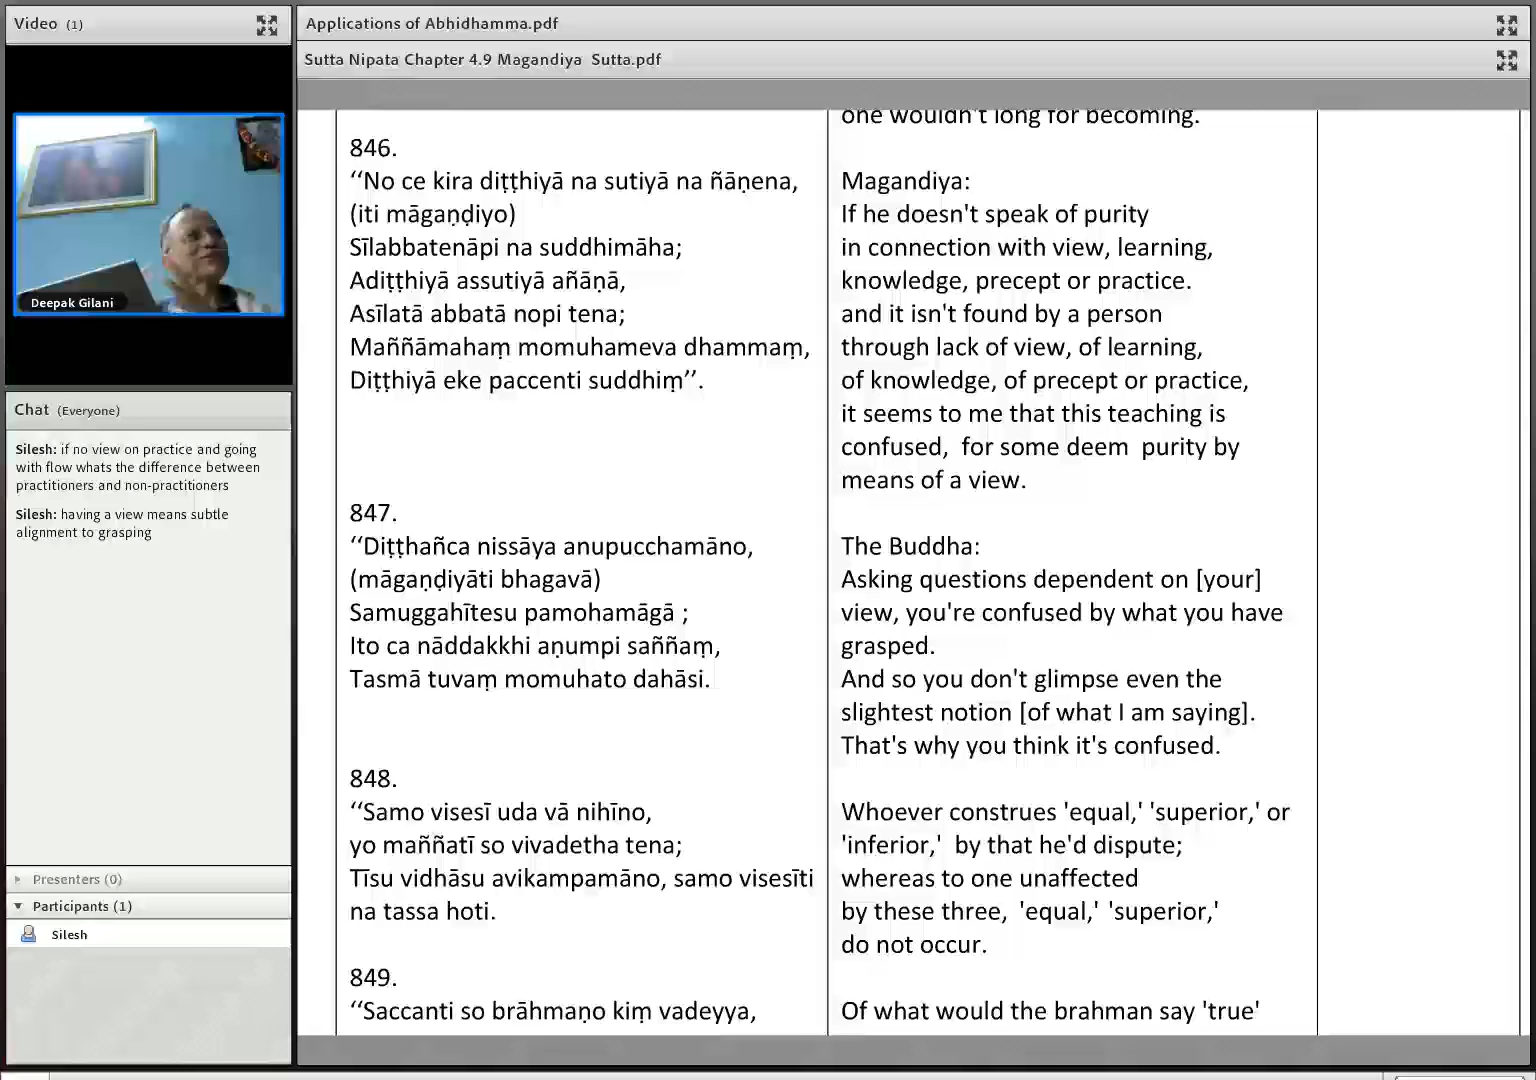 Video (1)
Deepak Gilani
Chat (Everyone)
Silesh: if no view on practice and going
with flow whats the difference between
practitioners and non-practitioners
Silesh: having a view means subtle
alignment to grasping
Presenters (0)
Participants (1)
Silesh
Applications of Abhidhamma.pdf
Sutta Nipata Chapter 4.9 Magandiya  Sutta.pdf
846.
‘‘No ce kira diṭṭhiyā na sutiyā na ñāṇena,
(iti māgaṇḍiyo)
Sīlabbatenāpi na suddhimāha;
Adiṭṭhiyā assutiyā añāṇā,
Asīlatā abbatā nopi tena;
Maññāmahaṃ momuhameva dhammaṃ,
Diṭṭhiyā eke paccenti suddhiṃ’’.
847.
‘‘Diṭṭhañca nissāya anupucchamāno,
(māgaṇḍiyāti bhagavā)
Samuggahītesu pamohamāgā ;
Ito ca nāddakkhi aṇumpi saññaṃ,
Tasmā tuvaṃ momuhato dahāsi.
848.
‘‘Samo visesī uda vā nihīno,
yo maññatī so vivadetha tena;
Tīsu vidhāsu avikampamāno, samo visesīti
na tassa hoti.
849.
‘‘Saccanti so brāhmaṇo kiṃ vadeyya,
one wouldn't long for becoming.
Magandiya:
If he doesn't speak of purity
in connection with view, learning,
knowledge, precept or practice.
and it isn't found by a person
through lack of view, of learning,
of knowledge, of precept or practice,
it seems to me that this teaching is
confused,  for some deem  purity by
means of a view.
The Buddha:
Asking questions dependent on [your]
view, you're confused by what you have
grasped.
And so you don't glimpse even the
slightest notion [of what I am saying].
That's why you think it's confused.
Whoever construes 'equal,' 'superior,' or
'inferior,'  by that he'd dispute;
whereas to one unaffected
by these three,  'equal,' 'superior,'
do not occur.
Of what would the brahman say 'true'